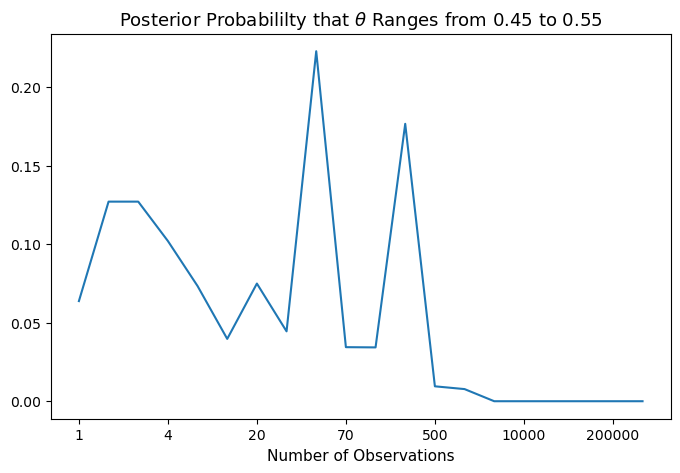 Posterior Probabililty that θ Ranges from 0.45 to 0.55
0.20
0.15
0.10
0.05
0.00
1 4 20 70 500 10000 200000
Number of Observations